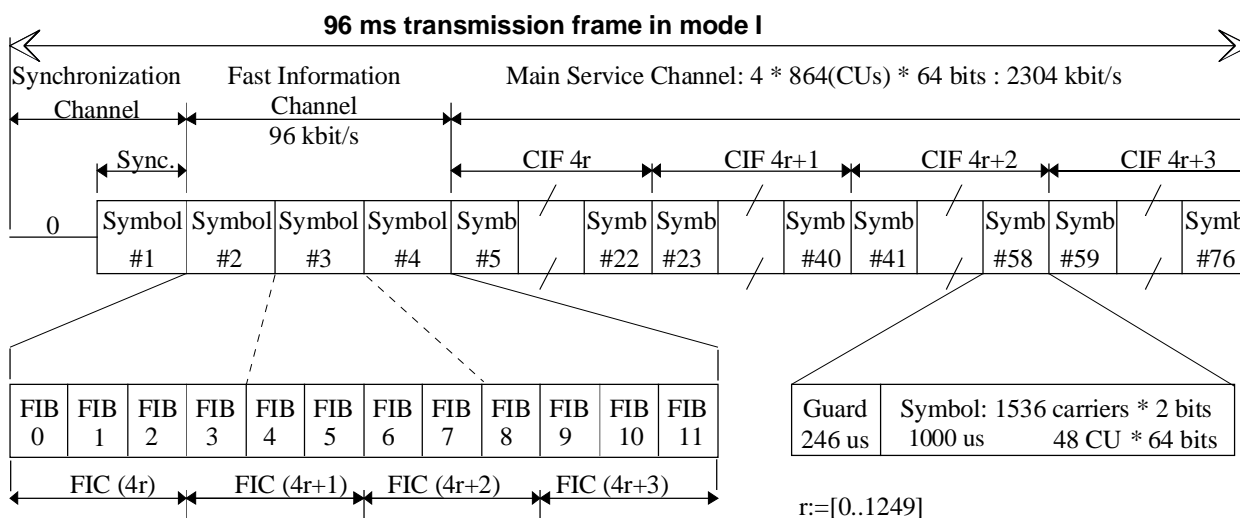 96 ms transmission frame in mode I
Synchronization Channel
Fast Information Channel
96 kbit/s
Main Service Channel: 4 * 864(CUs) * 64 bits : 2304 kbit/s
Sync.
CIF 4r
CIF 4r+1
CIF 4r+2
CIF 4r+3
0
Symbol #1
Symbol #2
Symbol #3
Symbol #4
Symb #5
Symb #22
Symb #23
Symb #40
Symb #41
Symb #58
Symb #59
Symb #76
FIB 0
FIB 1
FIB 2
FIB 3
FIB 4
FIB 5
FIB 6
FIB 7
FIB 8
FIB 9
FIB 10
FIB 11
Guard 246 us
Symbol: 1536 carriers * 2 bits
1000 us 48 CU * 64 bits
FIC (4r)
FIC (4r+1)
FIC (4r+2)
FIC (4r+3)
r:=[0..1249]